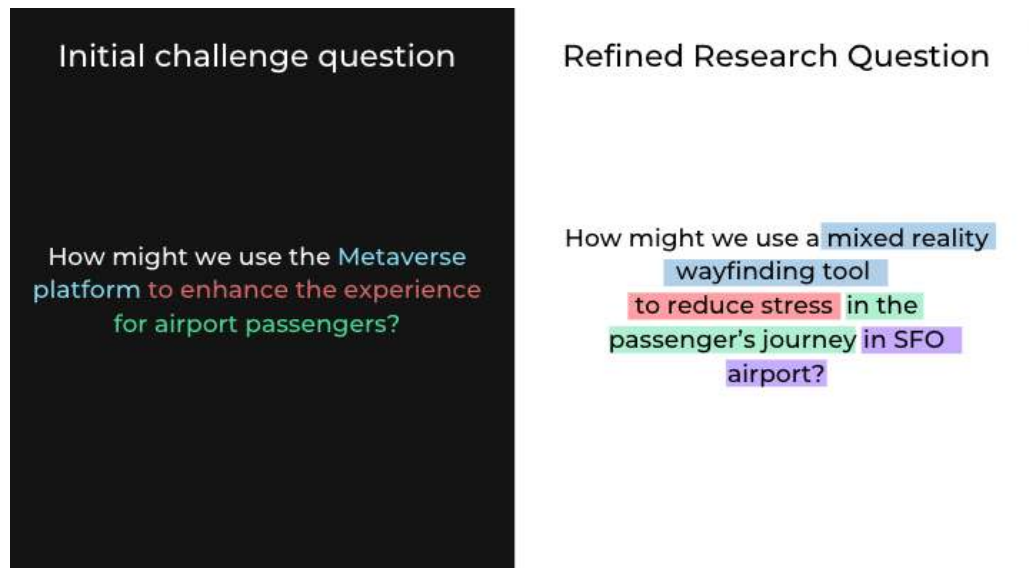 Initial challenge question
How might we use the Metaverse
platform to enhance the experience
for airport passengers?
Refined Research Question
How might we use a mixed reality
wayfinding tool
to reduce stress in the
passenger’s journey in SFO
airport?